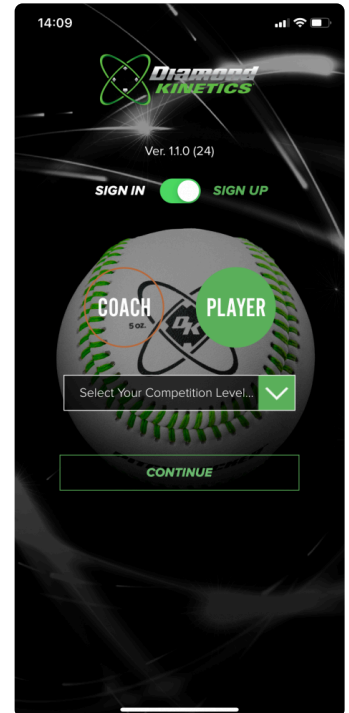 14:09
Diamond
KINETICS
Ver. 1.1.0 (24)
SIGN IN SIGN UP
COACH PLAYER
5 OZ. DK
Select Your Competition Level...
CONTINUE